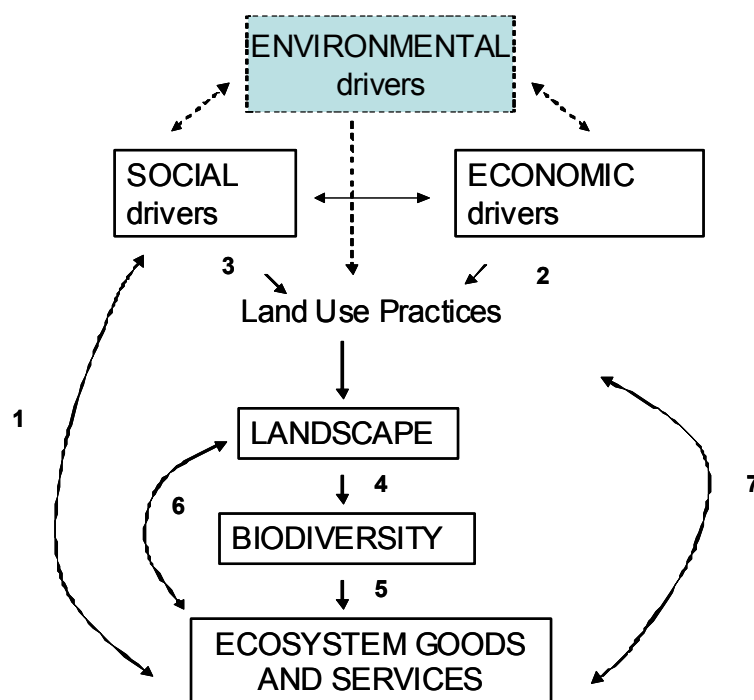 ENVIRONMENTAL
drivers
SOCIAL
drivers
ECONOMIC
drivers
3
2
Land Use Practices
1
LANDSCAPE
4
6
7
BIODIVERSITY
5
ECOSYSTEM GOODS
AND SERVICES